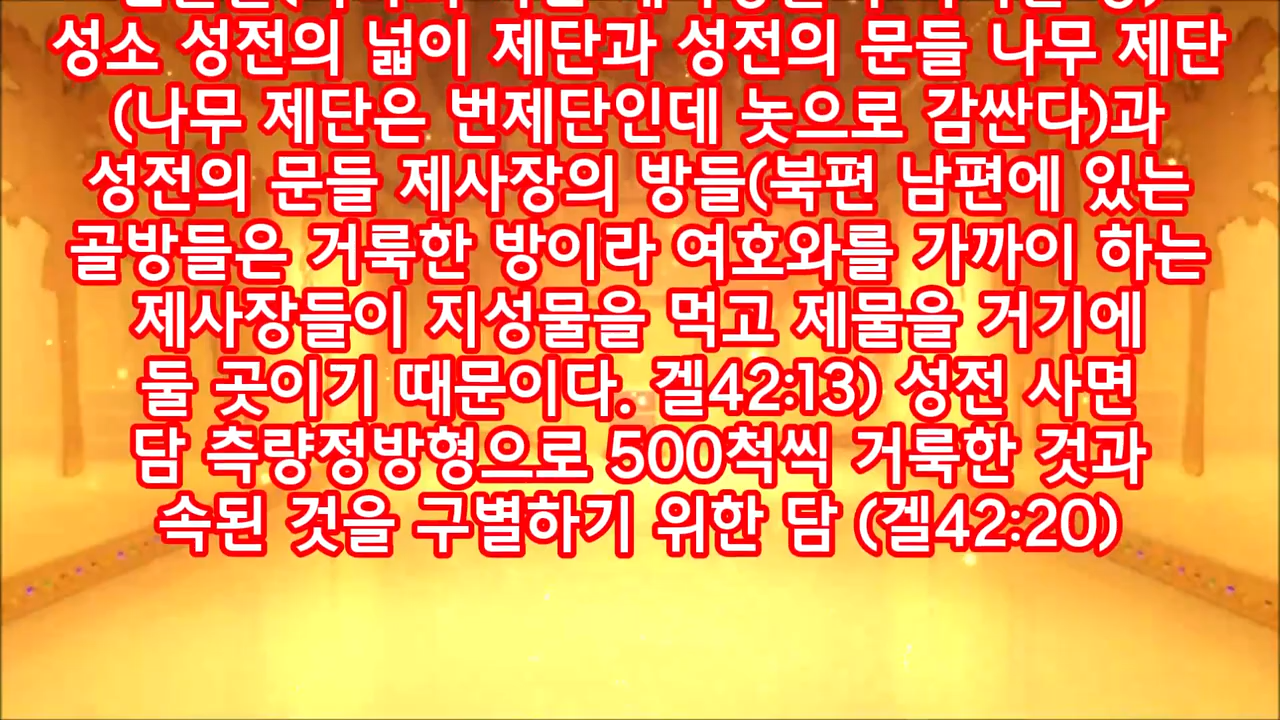 성소 성전의 넓이 제단과 성전의 문들 나무 제단
(나무 제단은 번제단인데 놋으로 감싼다)과
성전의 문들 제사장의 방들(북편 남편에 있는
골방들은 거룩한 방이라 여호와를 가까이 하는
제사장들이 지성물을 먹고 제물을 거기에
둘 곳이기 때문이다. 겔42:13) 성전 사면
담 측량정방형으로 500척씩 거룩한 것과
속된 것을 구별하기 위한 담 (겔42:20)